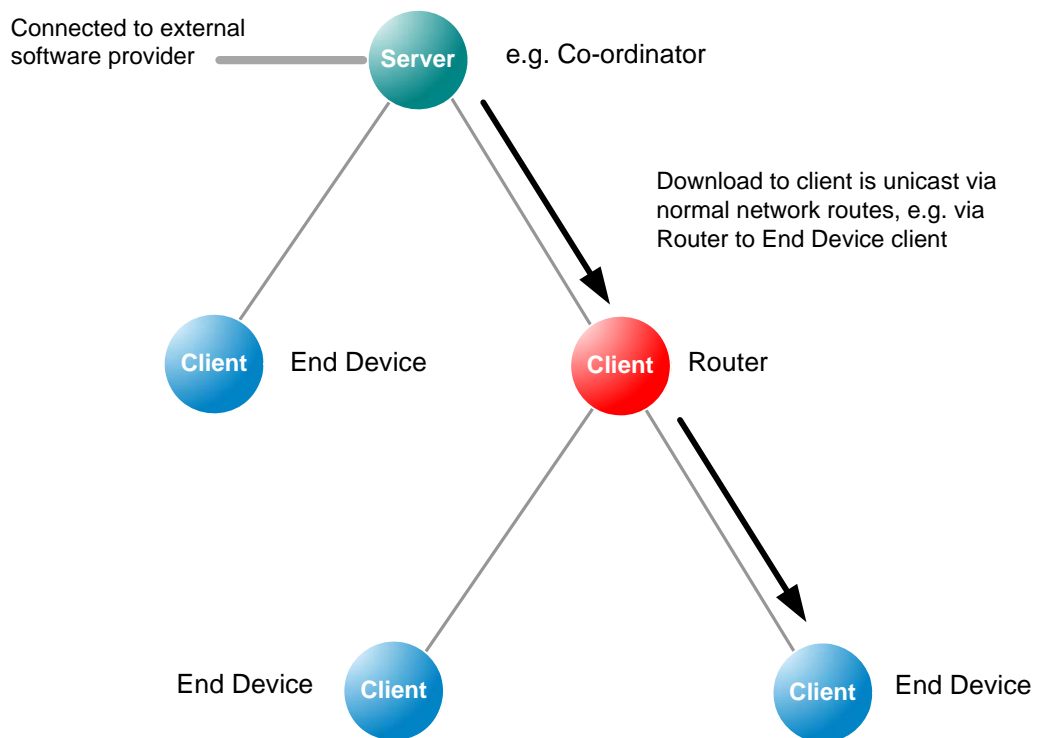 Connected to external
software provider
Server
e.g. Co-ordinator
Download to client is unicast via
normal network routes, e.g. via
Router to End Device client
Client
End Device
Client
Router
End Device
Client
Client
End Device